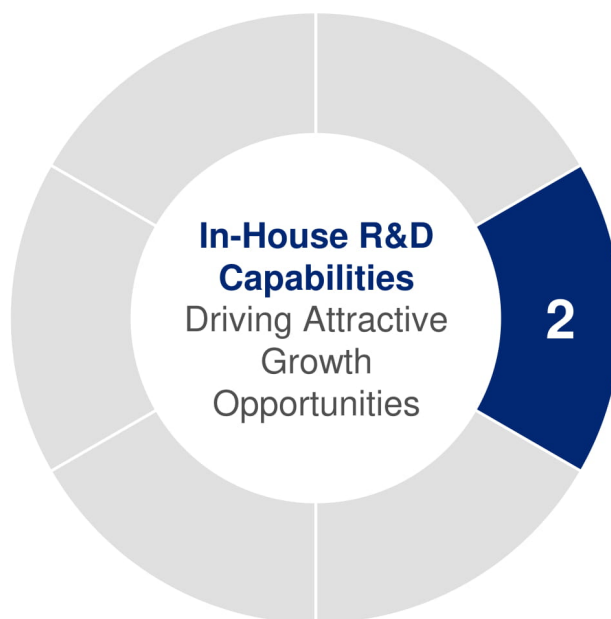 In-House R&D
Capabilities
Driving Attractive
Growth
Opportunities
2